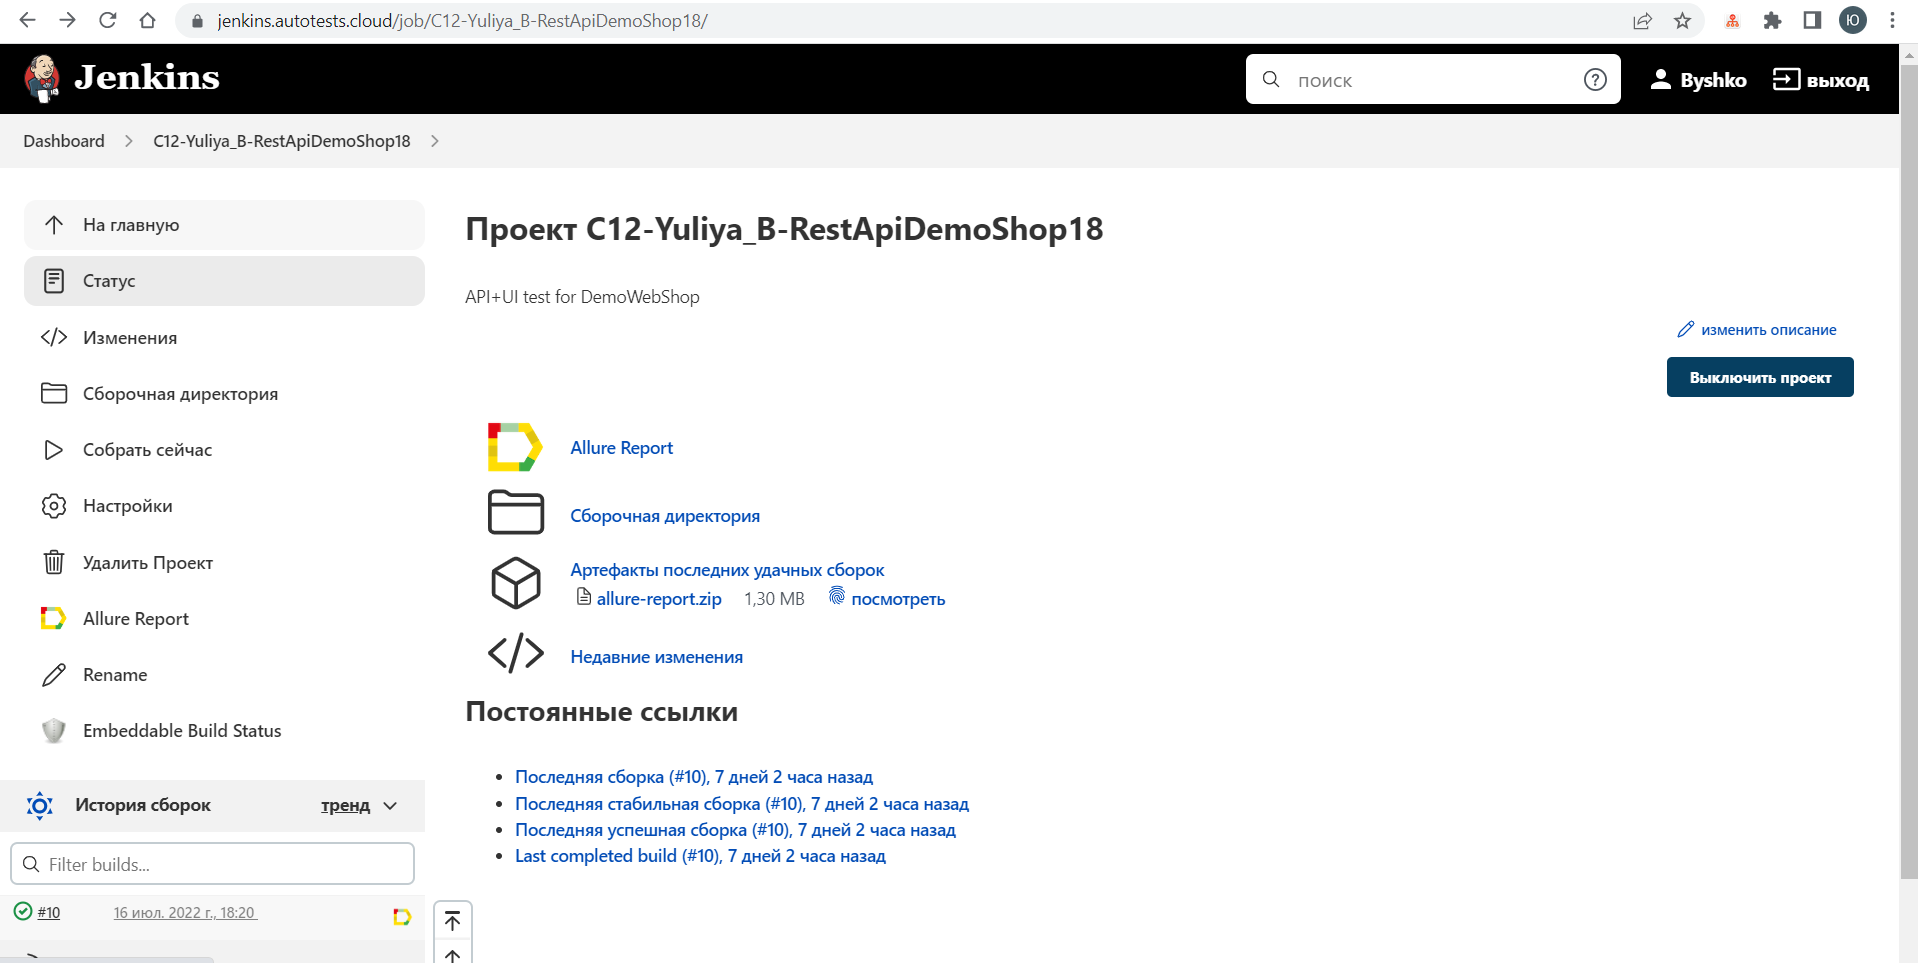 jenkins.autotests.cloud/job/C12-Yuliya_B-RestApiDemoShop18/
Ю
Jenkins
поиск
Byshko
выход
Dashboard
C12-Yuliya_B-RestApiDemoShop18
На главную
Статус
Изменения
Сборочная директория
Собрать сейчас
Настройки
Удалить Проект
Allure Report
Rename
Embeddable Build Status
История сборок
тренд
Filter builds...
#10
16 июл. 2022 г., 18:20
Проект C12-Yuliya_B-RestApiDemoShop18
API+UI test for DemoWebShop
изменить описание
Выключить проект
Allure Report
Сборочная директория
Артефакты последних удачных сборок
allure-report.zip 1,30 MB посмотреть
Недавние изменения
Постоянные ссылки
Последняя сборка (#10), 7 дней 2 часа назад
Последняя стабильная сборка (#10), 7 дней 2 часа назад
Последняя успешная сборка (#10), 7 дней 2 часа назад
Last completed build (#10), 7 дней 2 часа назад